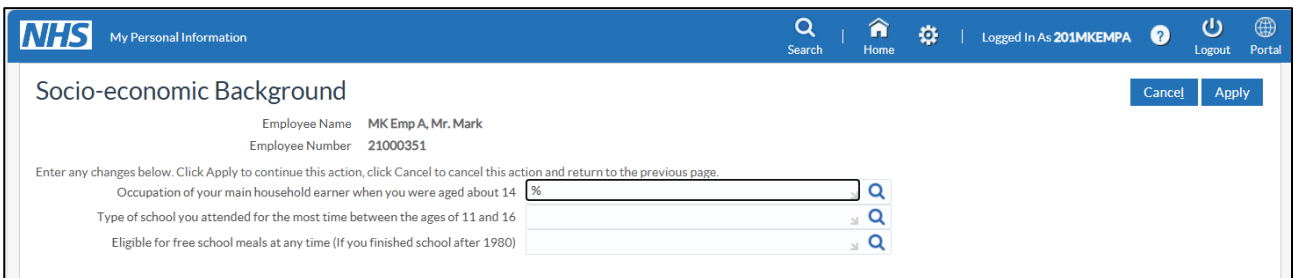 NHS My Personal Information Search Home Logged In As 201MKEMPA ? Logout Portal
Socio-economic Background Cancel Apply
Employee Name MK Emp A, Mr. Mark
Employee Number 21000351
Enter any changes below. Click Apply to continue this action, click Cancel to cancel this action and return to the previous page.
Occupation of your main household earner when you were aged about 14 %
Type of school you attended for the most time between the ages of 11 and 16
Eligible for free school meals at any time (If you finished school after 1980)